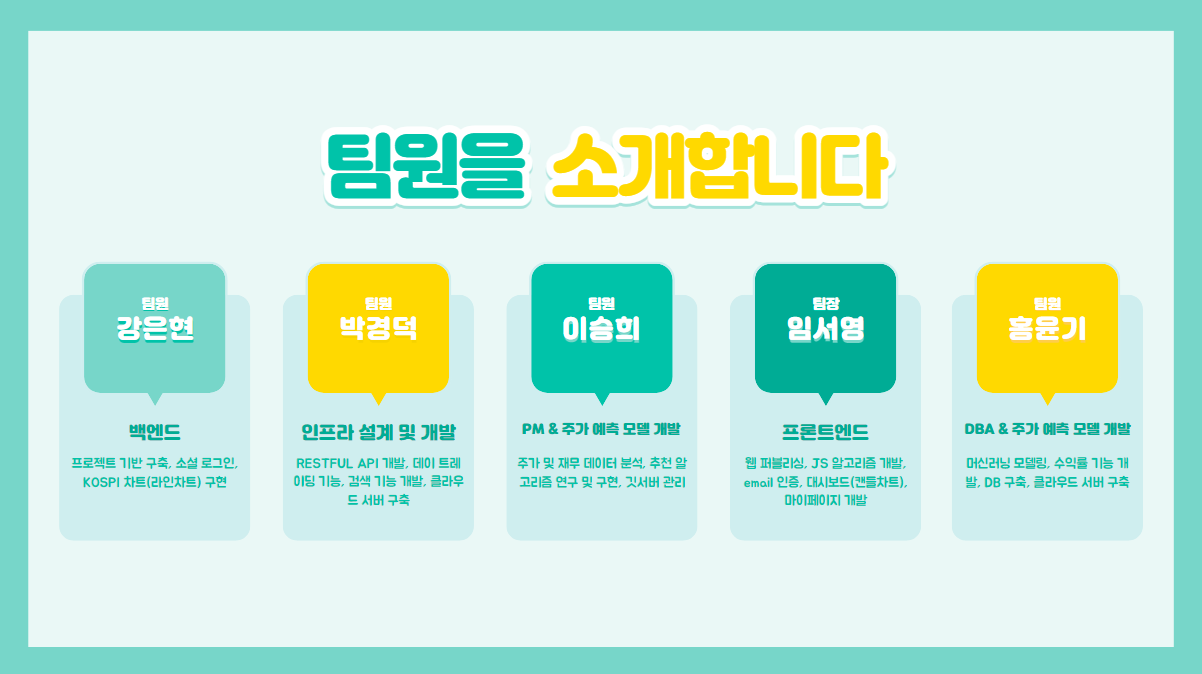 팀원을 소개합니다
팀원
강은현
백엔드
프로젝트 기반 구축, 소셜 로그인,
KOSPI 차트(라인차트) 구현
팀원
박경덕
인프라 설계 및 개발
RESTFUL API 개발, 데이 트레
이딩 기능, 검색 기능 개발, 클라우
드 서버 구축
팀원
이승희
PM & 주가 예측 모델 개발
주가 및 재무 데이터 분석, 추천 알
고리즘 연구 및 구현, 깃서버 관리
팀장
임서영
프론트엔드
웹 퍼블리싱, JS 알고리즘 개발,
email 인증, 대시보드(캔들차트),
마이페이지 개발
팀원
홍윤기
DBA & 주가 예측 모델 개발
머신러닝 모델링, 수익률 기능 개
발, DB 구축, 클라우드 서버 구축